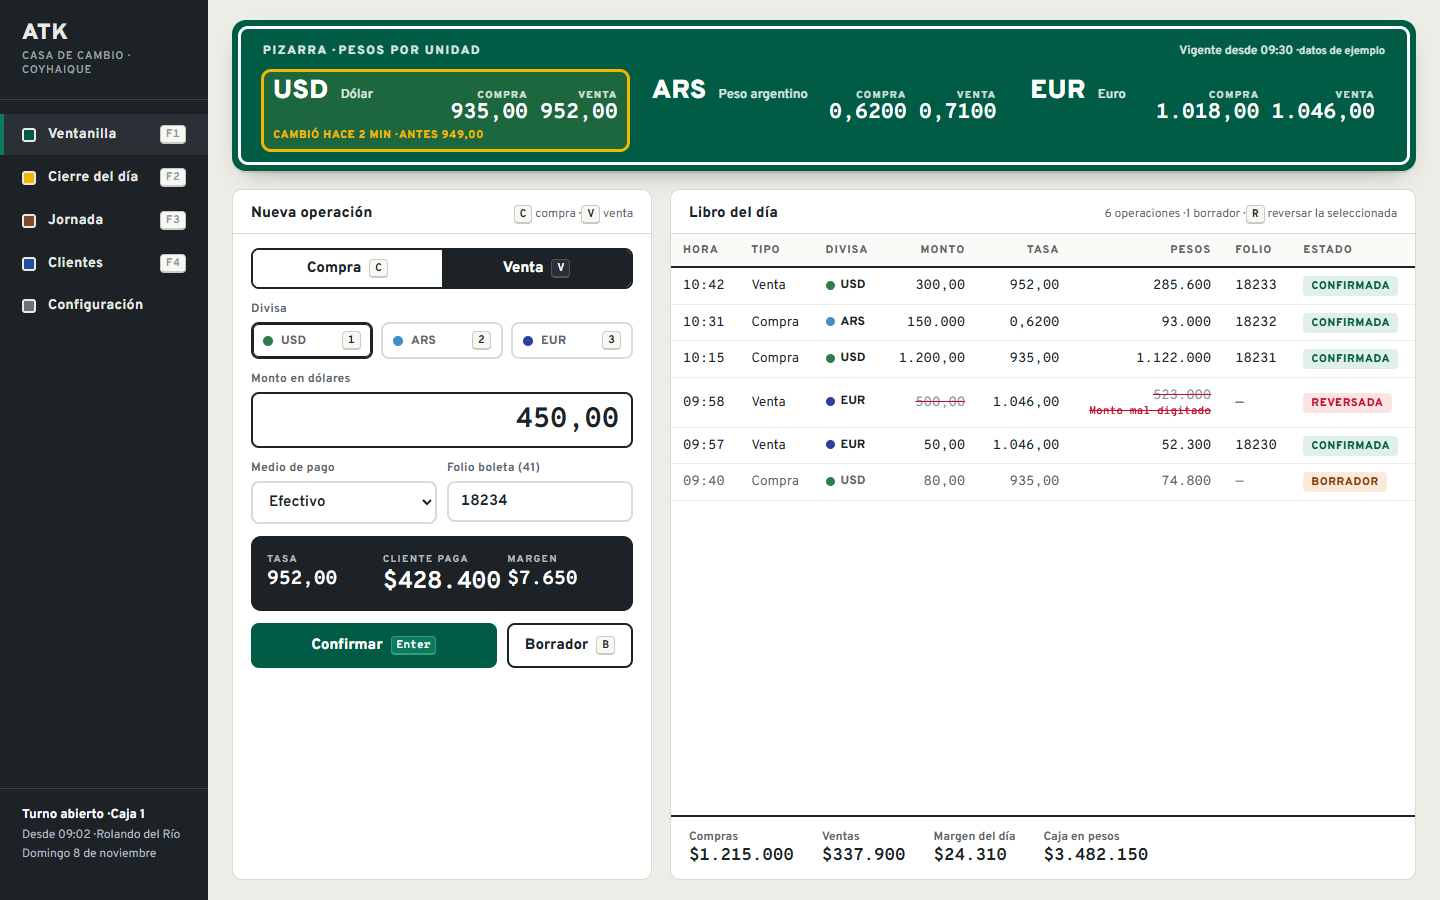 ATK
CASA DE CAMBIO ·
COYHAIQUE
Ventanilla F1
Cierre del día F2
Jornada F3
Clientes F4
Configuración
Turno abierto · Caja 1
Desde 09:02 · Rolando del Río
Domingo 8 de noviembre
PIZARRA · PESOS POR UNIDAD
Vigente desde 09:30 · datos de ejemplo
USD Dólar COMPRA VENTA
935,00 952,00
CAMBIÓ HACE 2 MIN · ANTES 949,00
ARS Peso argentino COMPRA VENTA
0,6200 0,7100
EUR Euro COMPRA VENTA
1.018,00 1.046,00
Nueva operación C compra · V venta
Compra C Venta V
Divisa
USD 1 ARS 2 EUR 3
Monto en dólares
450,00
Medio de pago Folio boleta (41)
Efectivo 18234
TASA CLIENTE PAGA MARGEN
952,00 $428.400 $7.650
Confirmar Enter Borrador B
Libro del día 6 operaciones · 1 borrador · R reversar la seleccionada
HORA TIPO DIVISA MONTO TASA PESOS FOLIO ESTADO
10:42 Venta USD 300,00 952,00 285.600 18233 CONFIRMADA
10:31 Compra ARS 150.000 0,6200 93.000 18232 CONFIRMADA
10:15 Compra USD 1.200,00 935,00 1.122.000 18231 CONFIRMADA
09:58 Venta EUR 500,00 1.046,00 523.000 – REVERSADA
Monto mal digitado
09:57 Venta EUR 50,00 1.046,00 52.300 18230 CONFIRMADA
09:40 Compra USD 80,00 935,00 74.800 – BORRADOR
Compras Ventas Margen del día Caja en pesos
$1.215.000 $337.900 $24.310 $3.482.150